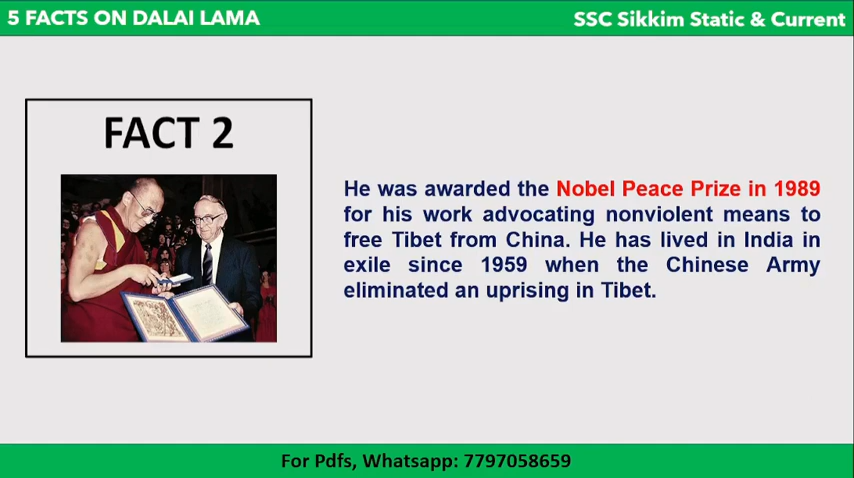 5 FACTS ON DALAI LAMA
SSC Sikkim Static & Current
FACT 2
He was awarded the Nobel Peace Prize in 1989
for his work advocating nonviolent means to
free Tibet from China. He has lived in India in
exile since 1959 when the Chinese Army
eliminated an uprising in Tibet.
For Pdfs, Whatsapp: 7797058659